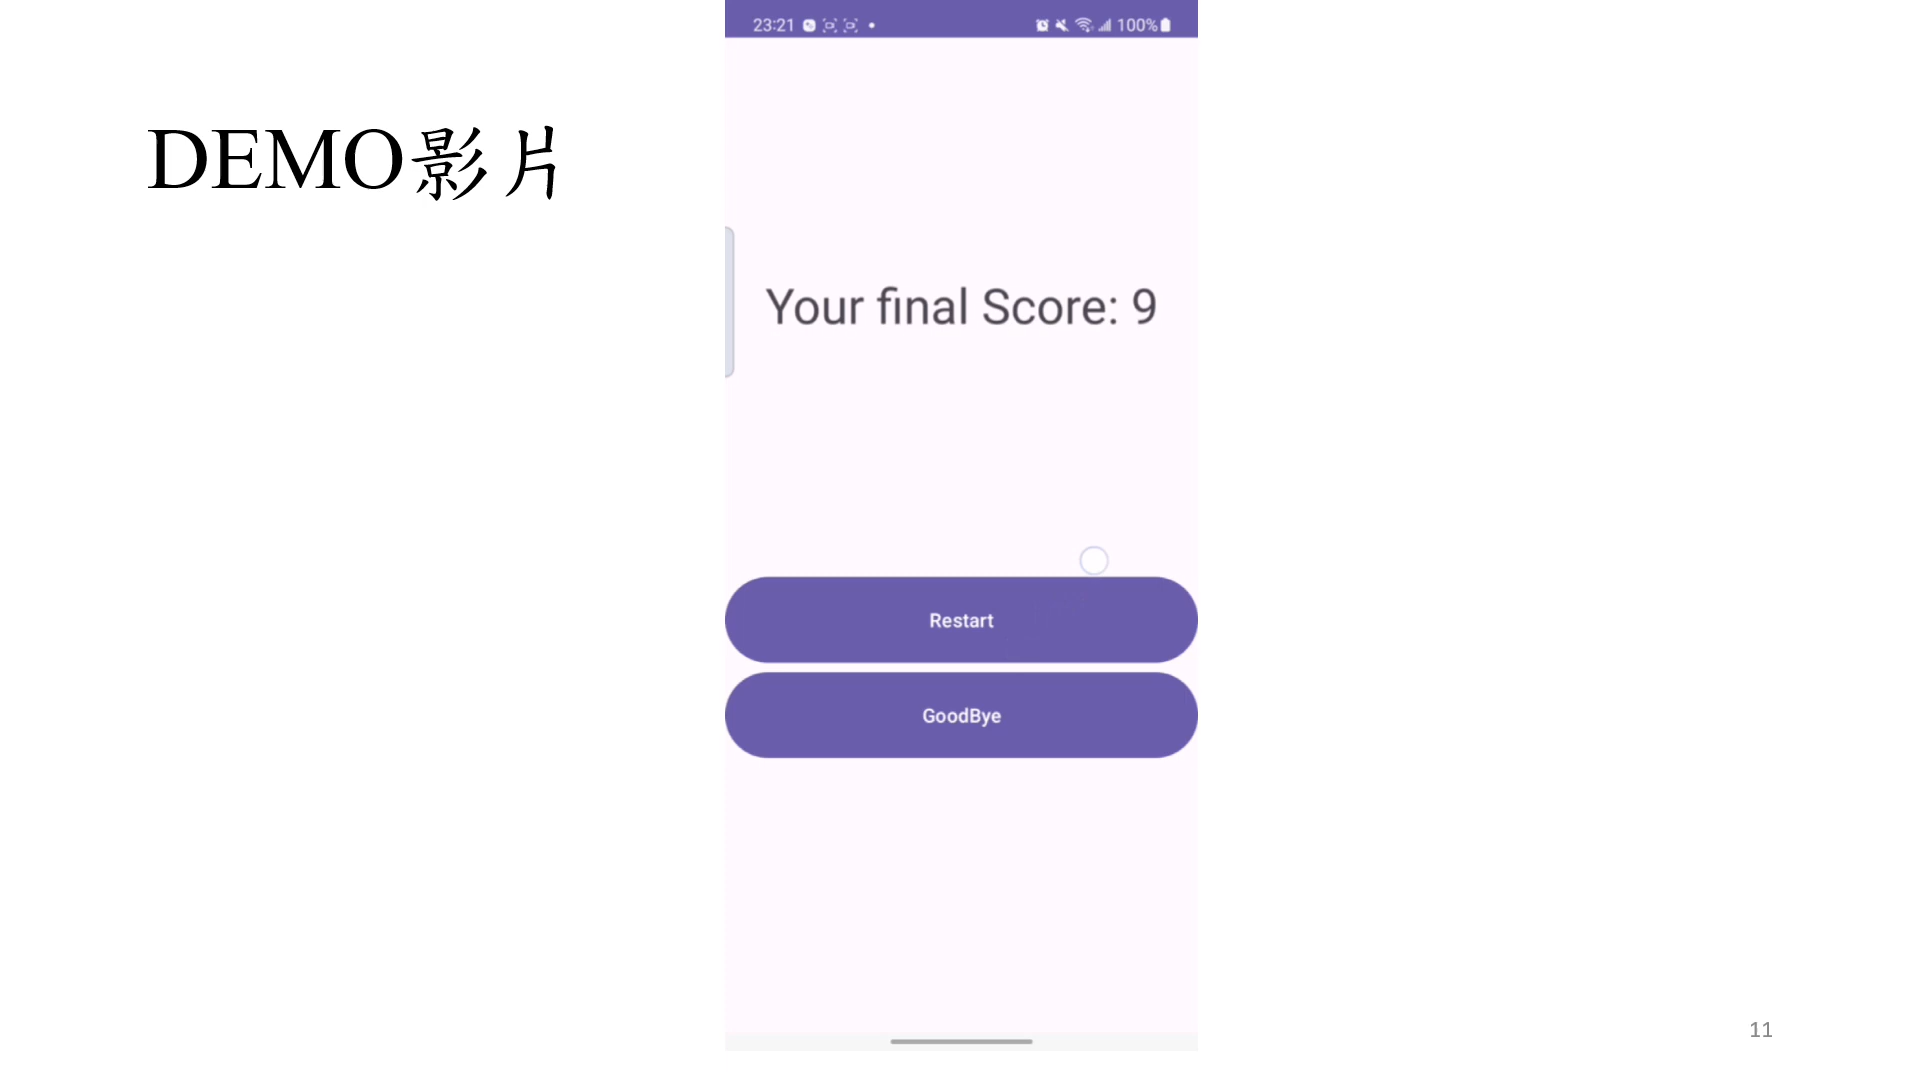 DEMO影片
23:21
100%
Your final Score: 9
Restart
GoodBye
11